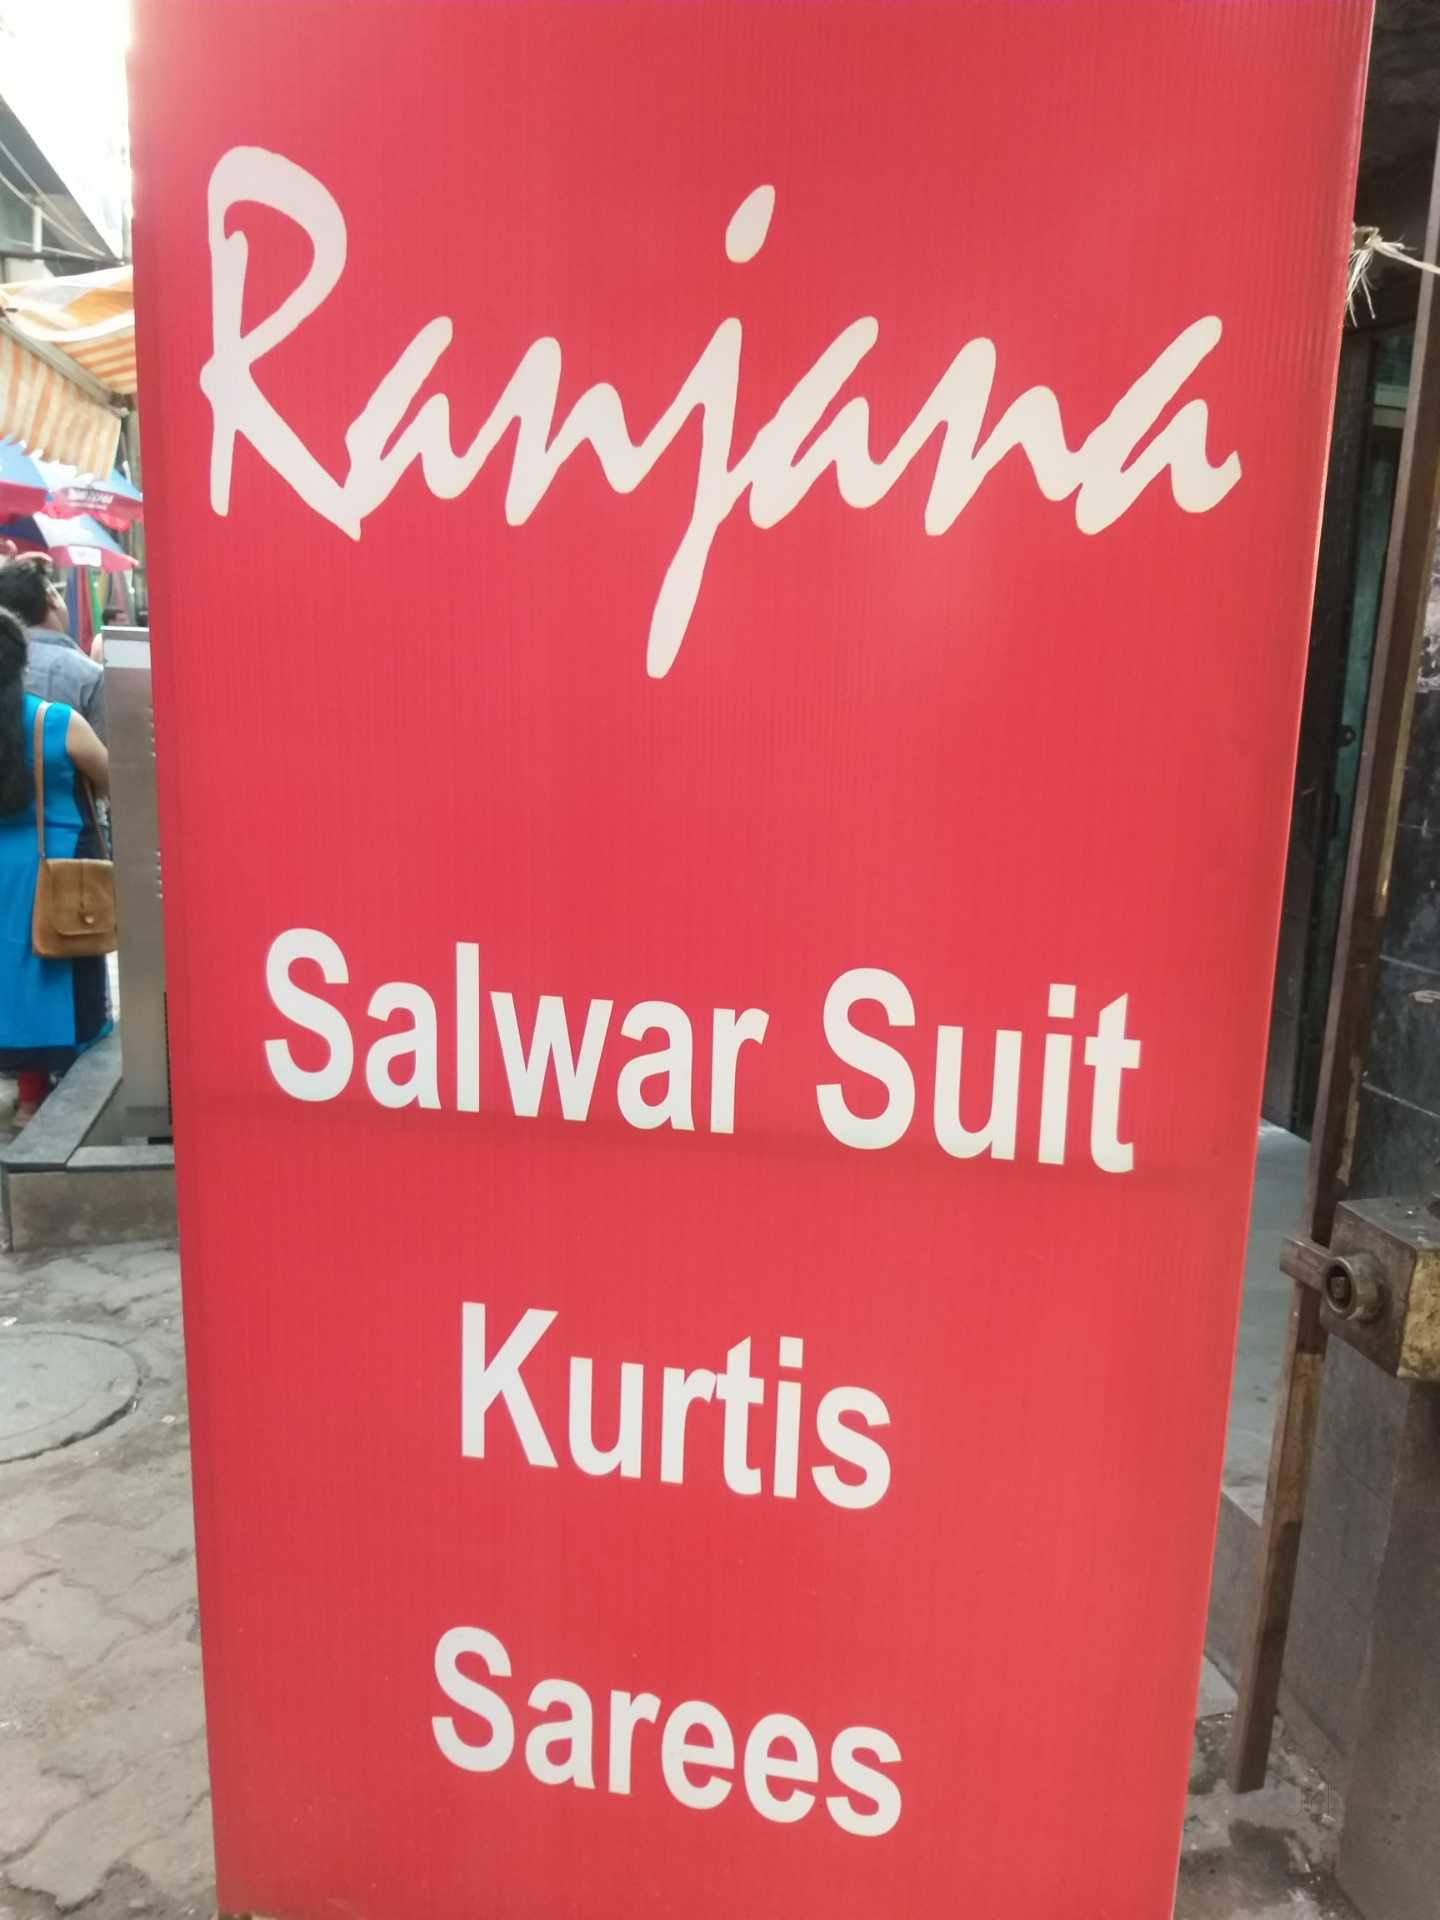 Ranjana
Salwar Suit
Kurtis
Sarees